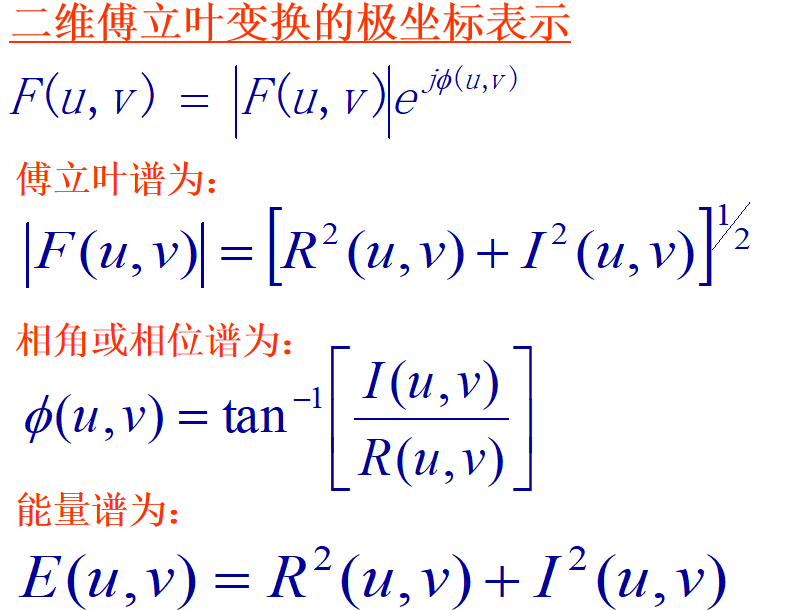 二维傅立叶变换的极坐标表示
F(u, v) = |F(u, v)|e^{jϕ(u,v)}
傅立叶谱为：
|F(u,v)| = [R²(u,v) + I²(u,v)]^{1/2}
相角或相位谱为：
ϕ(u,v) = tan⁻¹[I(u,v)/R(u,v)]
能量谱为：
E(u,v) = R²(u,v) + I²(u,v)